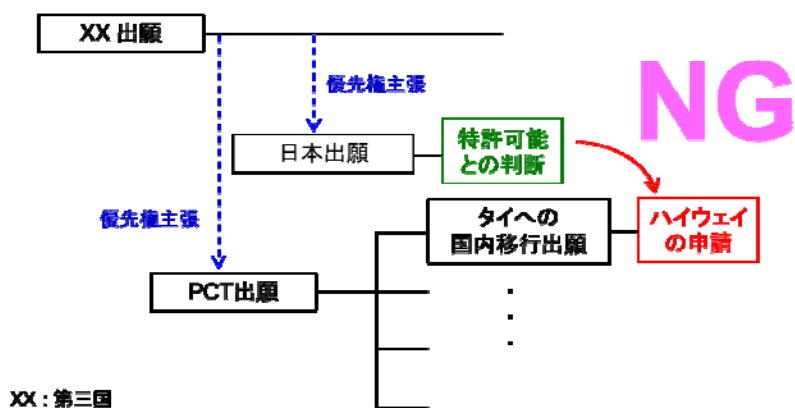 XX 出願
優先権主張
NG
日本出願
特許可能
との判断
優先権主張
タイへの
国内移行出願
ハイウェイ
の申請
PCT出願
XX : 第三国